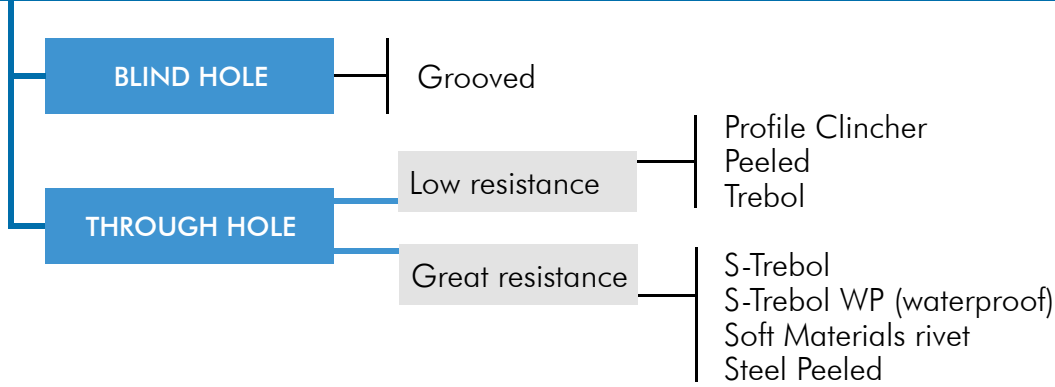 BLIND HOLE
Grooved
THROUGH HOLE
Low resistance
Profile Clincher
Peeled
Trebol
Great resistance
S-Trebol
S-Trebol WP (waterproof)
Soft Materials rivet
Steel Peeled